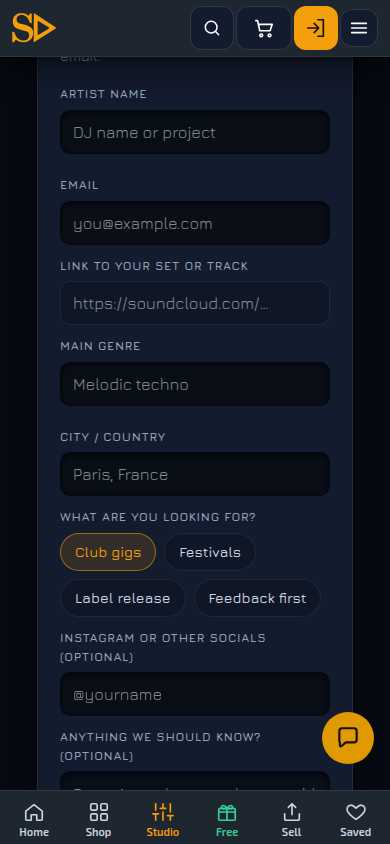 email.
ARTIST NAME
DJ name or project
EMAIL
you@example.com
LINK TO YOUR SET OR TRACK
https://soundcloud.com/...
MAIN GENRE
Melodic techno
CITY / COUNTRY
Paris, France
WHAT ARE YOU LOOKING FOR?
Club gigs Festivals
Label release Feedback first
INSTAGRAM OR OTHER SOCIALS
(OPTIONAL)
@yourname
ANYTHING WE SHOULD KNOW?
(OPTIONAL)
Home Shop Studio Free Sell Saved